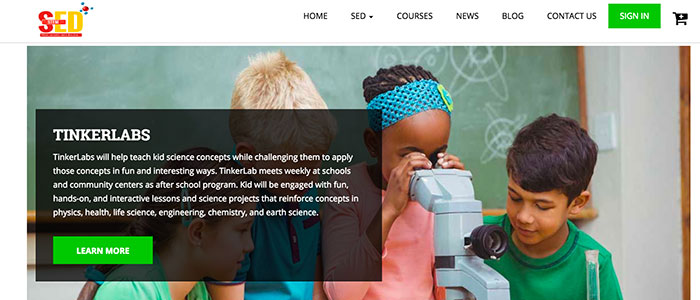 SED
HOME SED COURSES NEWS BLOG CONTACT US SIGN IN
TINKERLABS
TinkerLabs will help teach kid science concepts while challenging them to apply
those concepts in fun and interesting ways. TinkerLab meets weekly at schools
and community centers as after school program. Kid will be engaged with fun,
hands-on, and interactive lessons and science projects that reinforce concepts in
physics, health, life science, engineering, chemistry, and earth science.
LEARN MORE